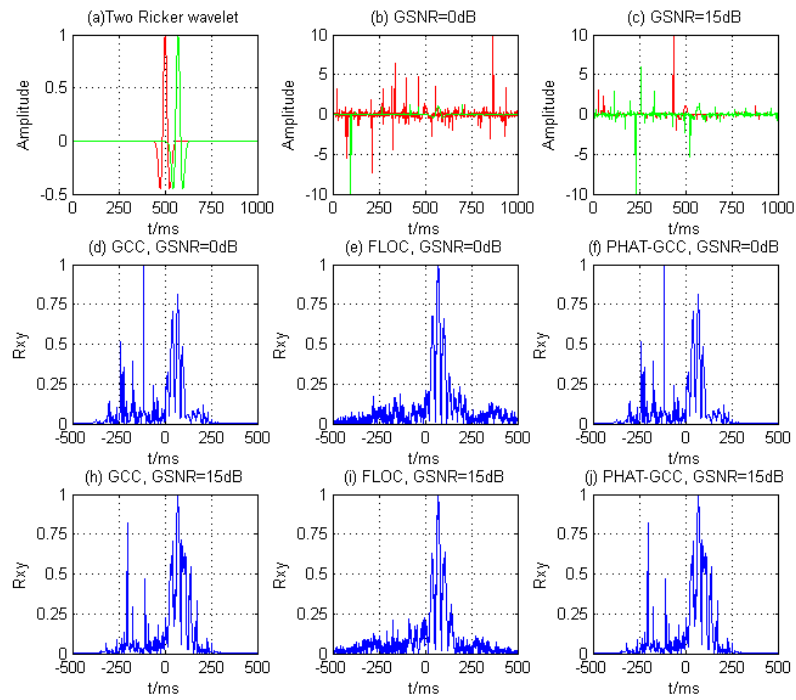 (a)Two Ricker wavelet
(b) GSNR=0dB
(c) GSNR=15dB
Amplitude
1
0.5
0
-0.5
0 250 500 750 1000
t/ms
Amplitude
10
5
0
-5
-10
0 250 500 750 1000
t/ms
Amplitude
10
5
0
-5
-10
0 250 500 750 1000
t/ms
(d) GCC, GSNR=0dB
(e) FLOC, GSNR=0dB
(f) PHAT-GCC, GSNR=0dB
Rxy
1
0.75
0.5
0.25
0
-500 -250 0 250 500
t/ms
Rxy
1
0.75
0.5
0.25
0
-500 -250 0 250 500
t/ms
Rxy
1
0.75
0.5
0.25
0
-500 -250 0 250 500
t/ms
(h) GCC, GSNR=15dB
(i) FLOC, GSNR=15dB
(j) PHAT-GCC, GSNR=15dB
Rxy
1
0.75
0.5
0.25
0
-500 -250 0 250 500
t/ms
Rxy
1
0.75
0.5
0.25
0
-500 -250 0 250 500
t/ms
Rxy
1
0.75
0.5
0.25
0
-500 -250 0 250 500
t/ms